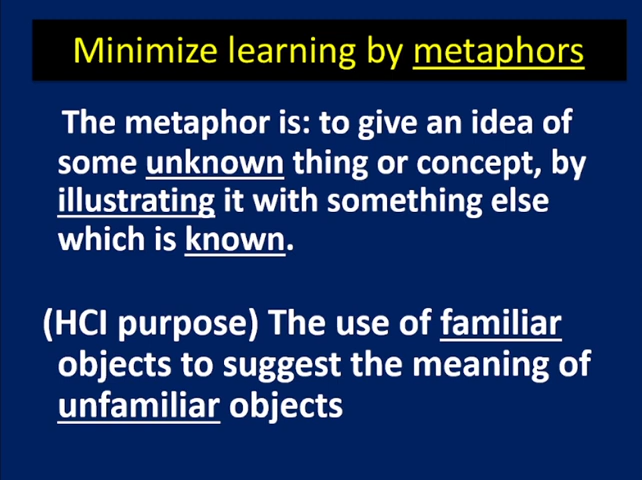 Minimize learning by metaphors
The metaphor is: to give an idea of
some unknown thing or concept, by
illustrating it with something else
which is known.
(HCI purpose) The use of familiar
objects to suggest the meaning of
unfamiliar objects